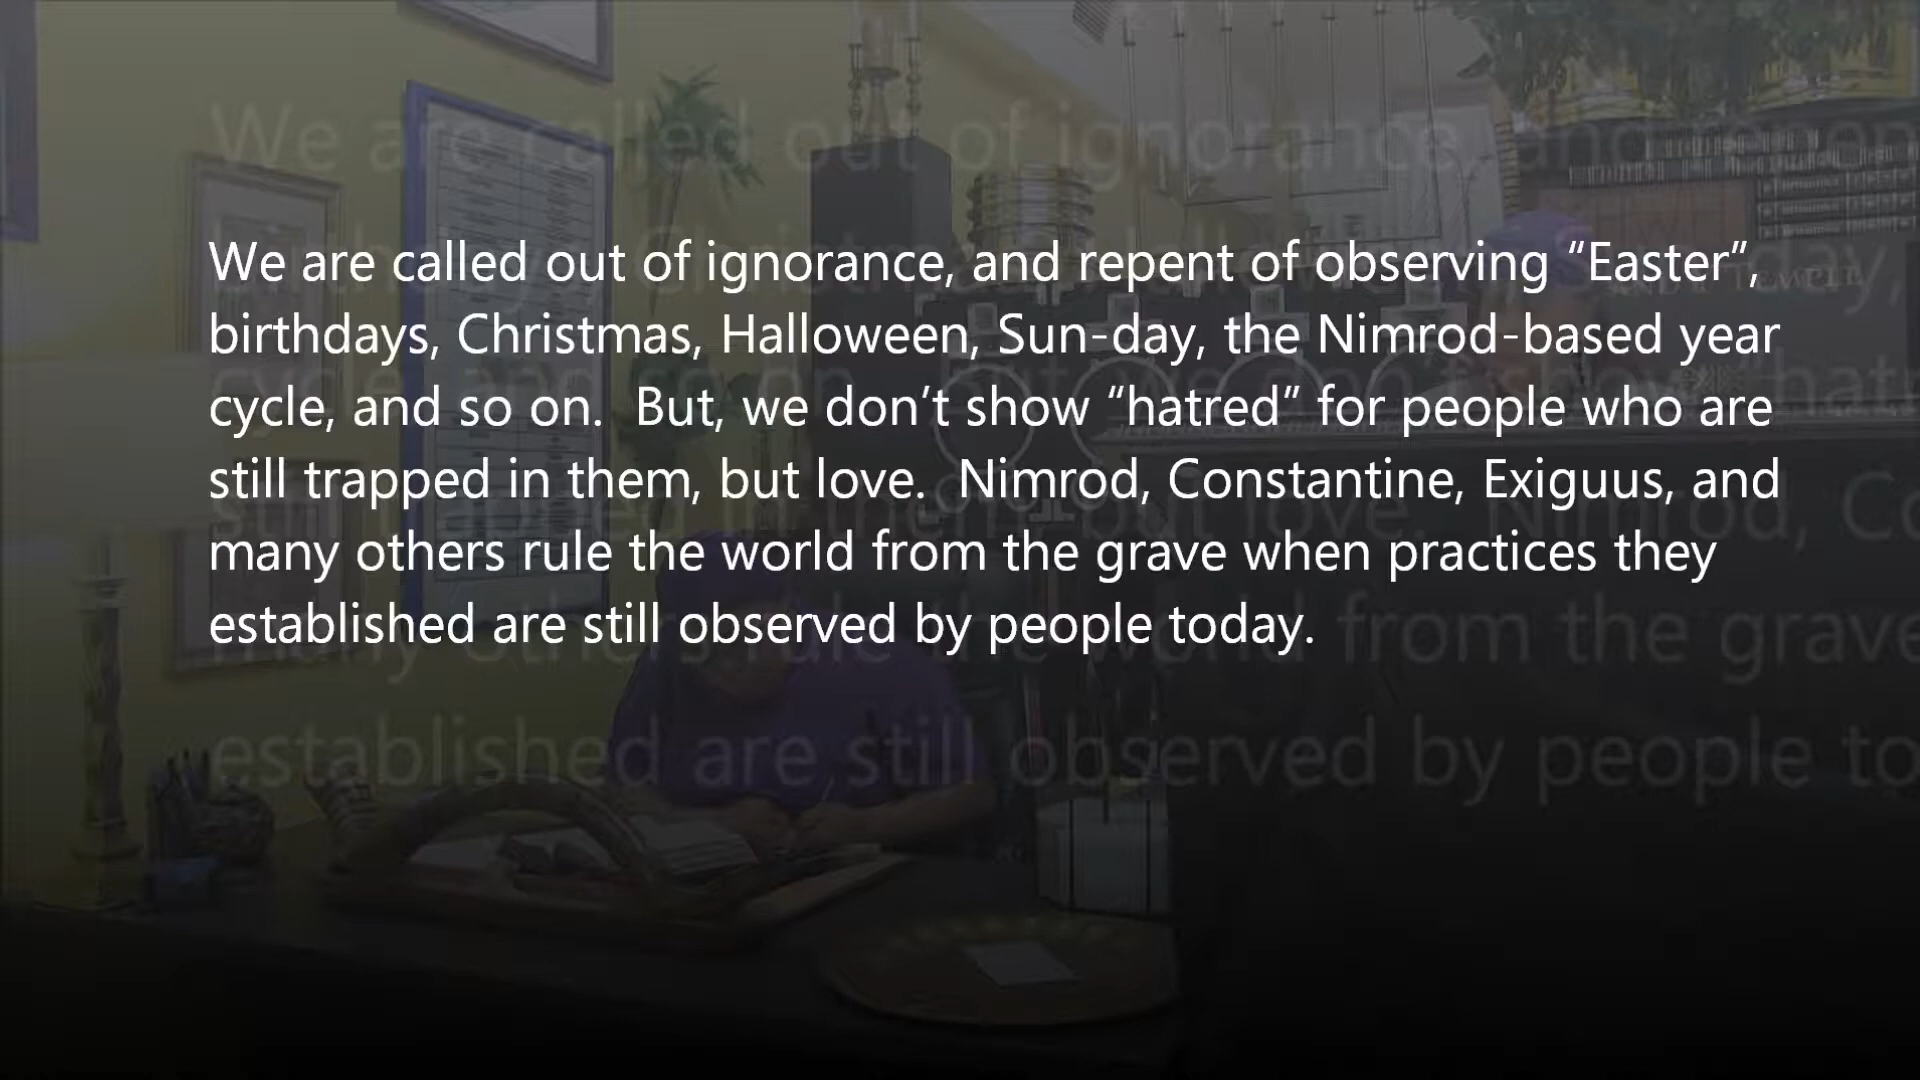 We are called out of ignorance, and repent of observing “Easter”,
birthdays, Christmas, Halloween, Sun-day, the Nimrod-based year
cycle, and so on.  But, we don’t show “hatred” for people who are
still trapped in them, but love.  Nimrod, Constantine, Exiguus, and
many others rule the world from the grave when practices they
established are still observed by people today.